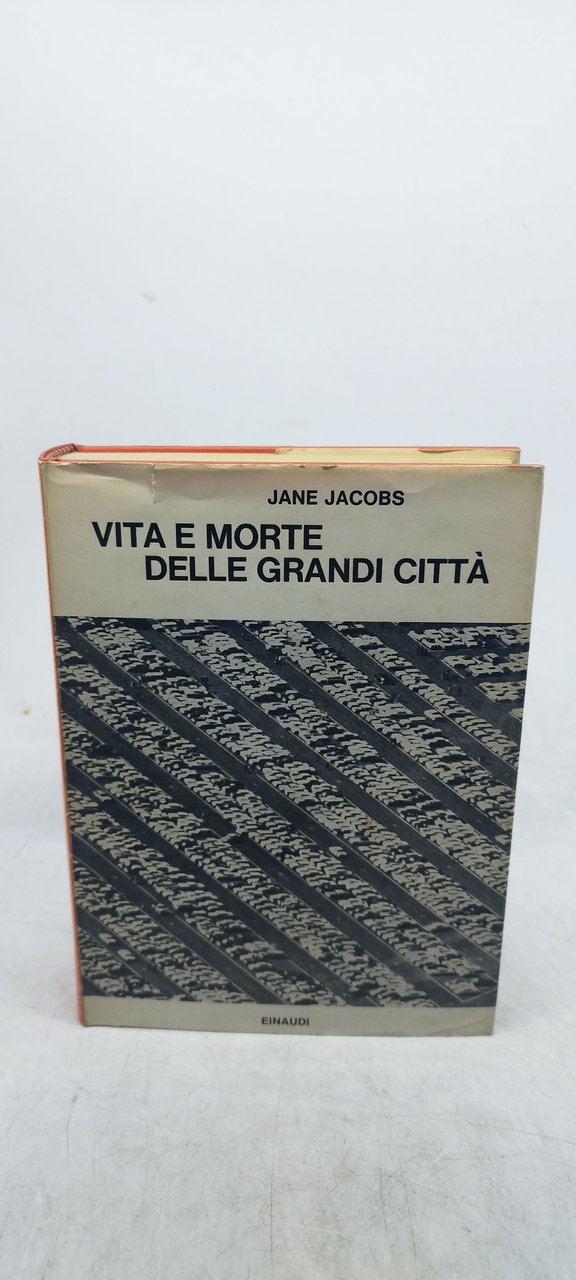 JANE JACOBS
VITA E MORTE
DELLE GRANDI CITTÀ
EINAUDI